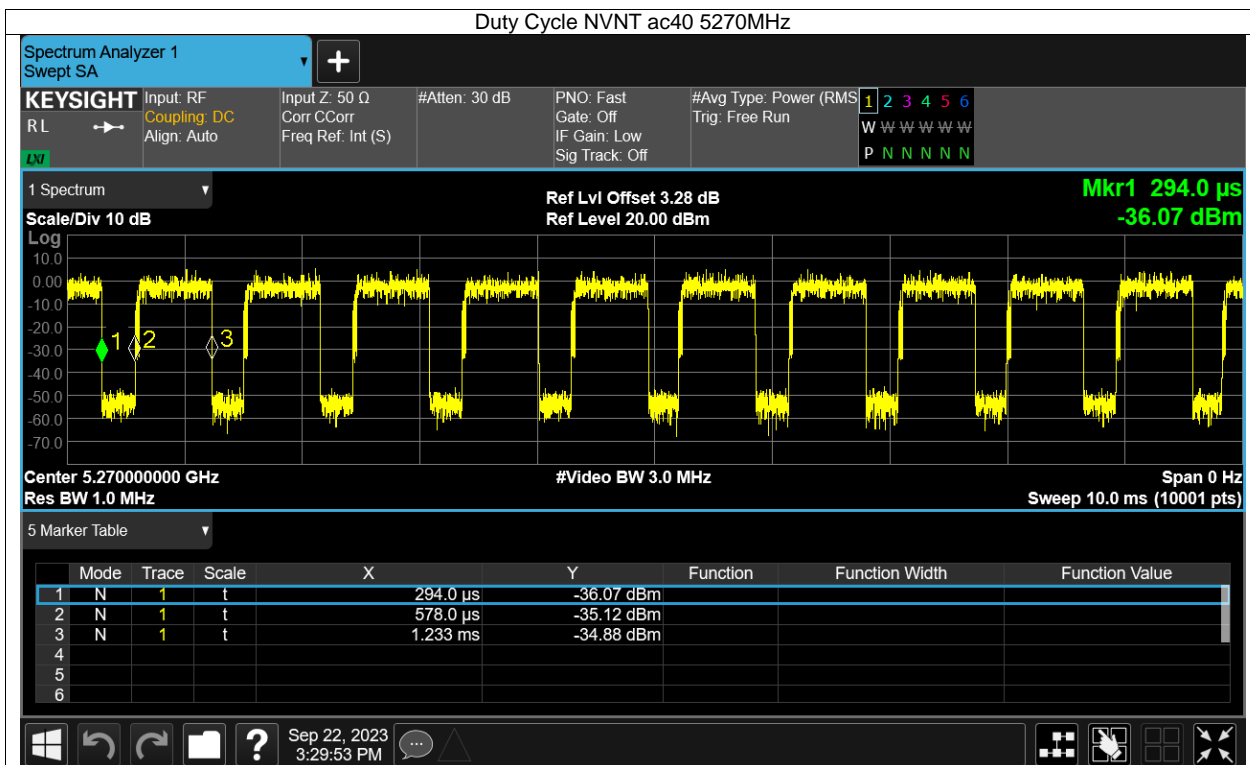 Duty Cycle NVNT ac40 5270MHz
Spectrum Analyzer 1
Swept SA
KEYSIGHT Input: RF Input Z: 50 Ω #Atten: 30 dB PNO: Fast #Avg Type: Power (RMS 1 2 3 4 5 6
RL Coupling: DC Corr CCorr Gate: Off Trig: Free Run
Align: Auto Freq Ref: Int (S) IF Gain: Low W W W W W W
LXI Sig Track: Off P N N N N N
1 Spectrum Ref Lvl Offset 3.28 dB Mkr1 294.0 µs
Scale/Div 10 dB Ref Level 20.00 dBm -36.07 dBm
Log
10.0
0.00
-10.0
-20.0
1 2 3
-30.0
-40.0
-50.0
-60.0
-70.0
Center 5.270000000 GHz #Video BW 3.0 MHz Span 0 Hz
Res BW 1.0 MHz Sweep 10.0 ms (10001 pts)
5 Marker Table
Mode Trace Scale X Y Function Function Width Function Value
1 N 1 t 294.0 µs -36.07 dBm
2 N 1 t 578.0 µs -35.12 dBm
3 N 1 t 1.233 ms -34.88 dBm
4
5
6
? Sep 22, 2023
3:29:53 PM